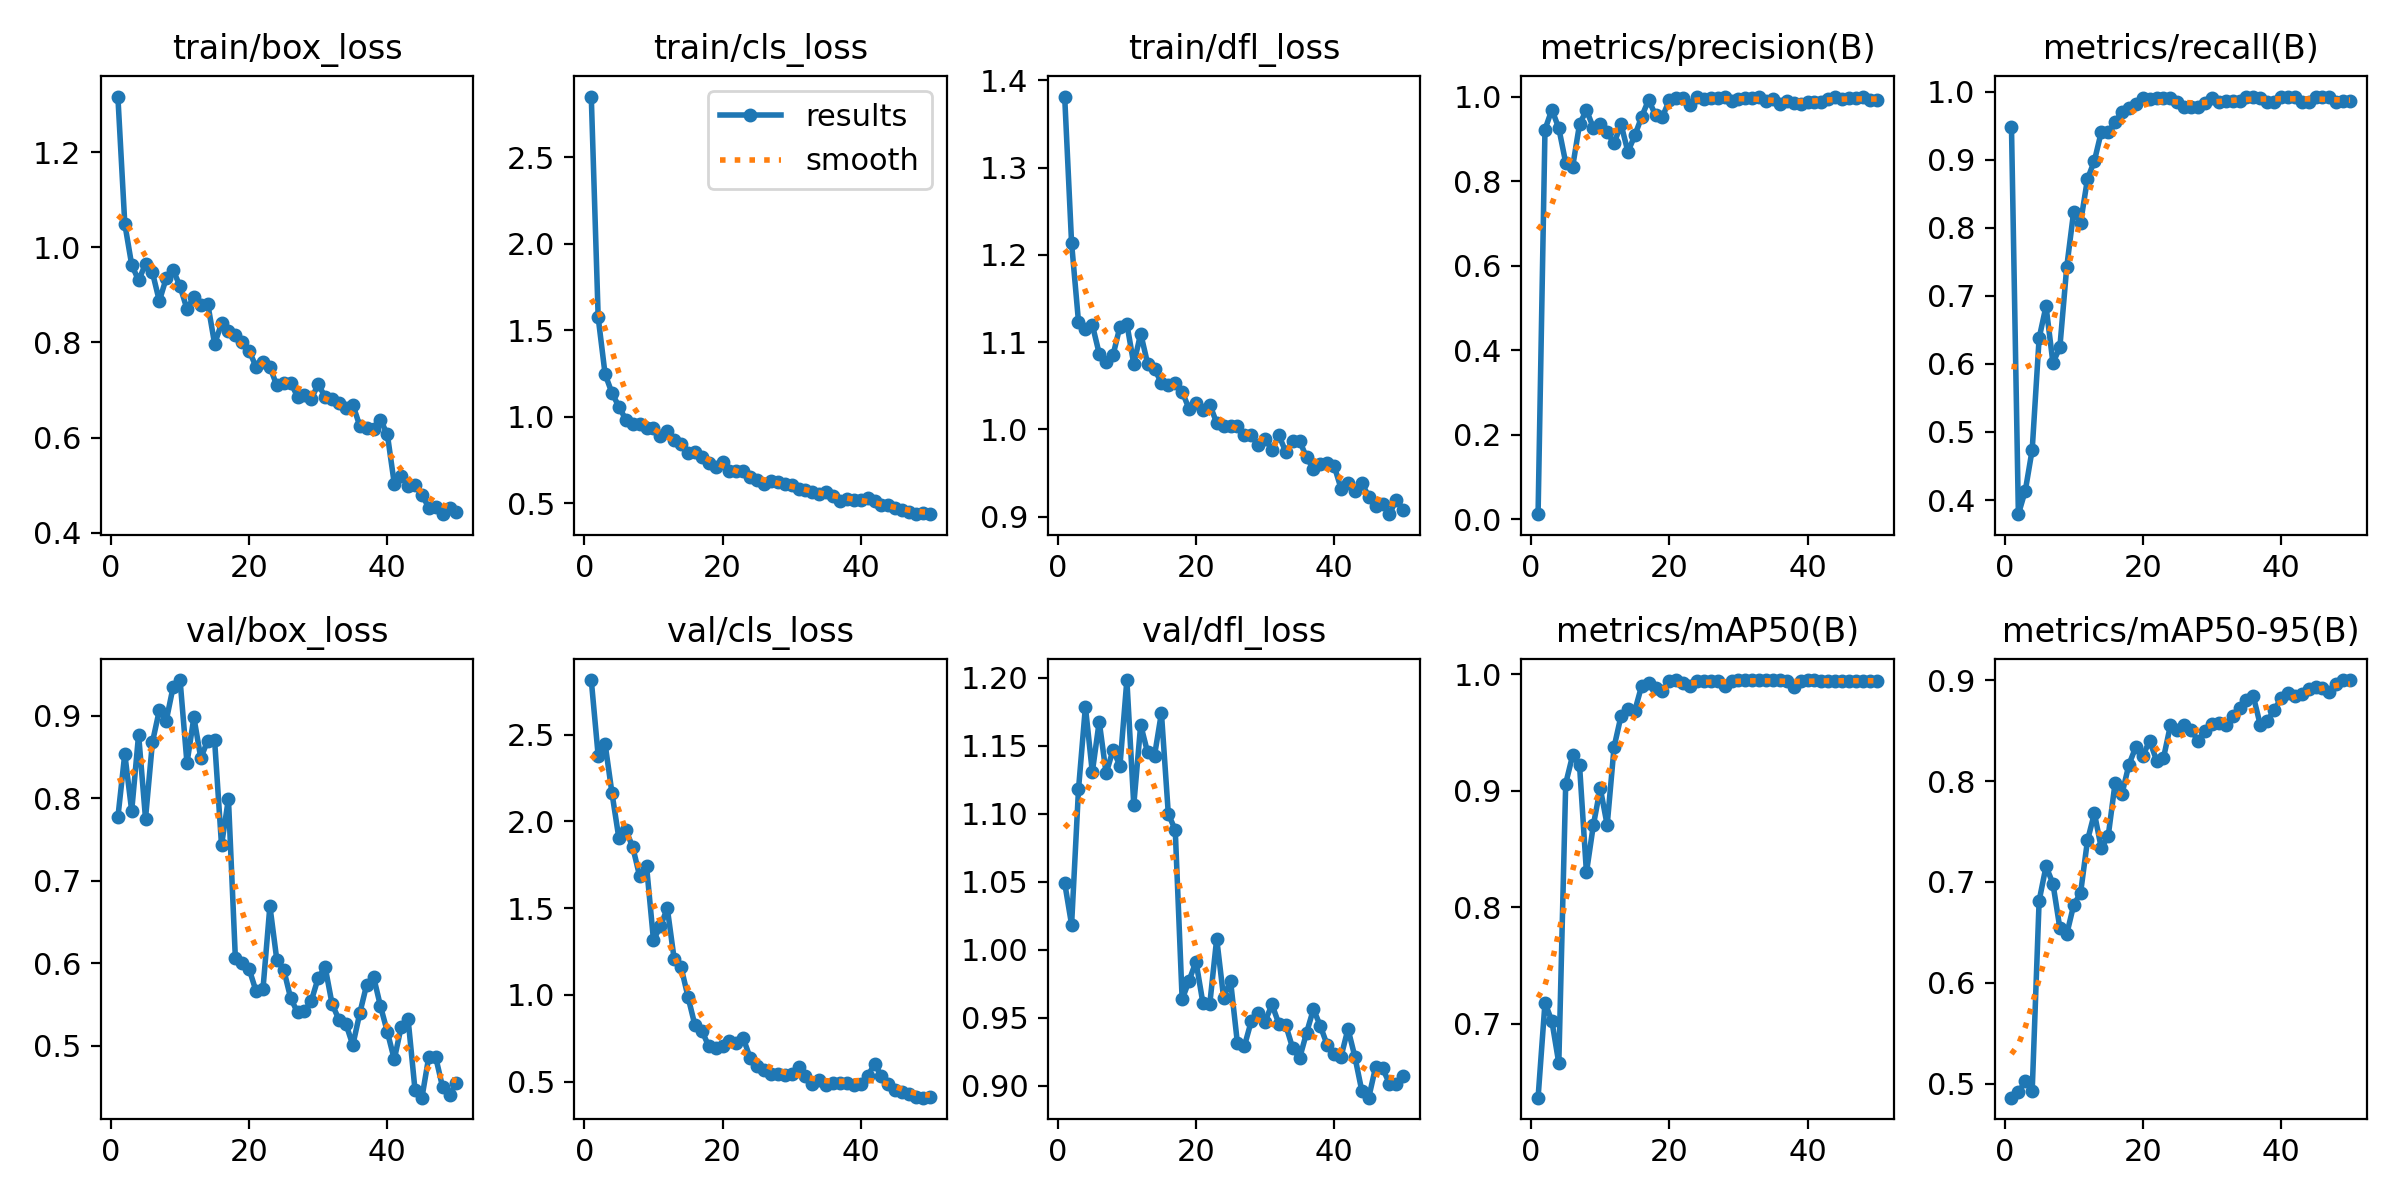 train/box_loss
1.2
1.0
0.8
0.6
0.4
0 20 40
train/cls_loss
results
smooth
2.5
2.0
1.5
1.0
0.5
0 20 40
train/dfl_loss
1.4
1.3
1.2
1.1
1.0
0.9
0 20 40
metrics/precision(B)
1.0
0.8
0.6
0.4
0.2
0.0
0 20 40
metrics/recall(B)
1.0
0.9
0.8
0.7
0.6
0.5
0.4
0 20 40
val/box_loss
0.9
0.8
0.7
0.6
0.5
0 20 40
val/cls_loss
2.5
2.0
1.5
1.0
0.5
0 20 40
val/dfl_loss
1.20
1.15
1.10
1.05
1.00
0.95
0.90
0 20 40
metrics/mAP50(B)
1.0
0.9
0.8
0.7
0 20 40
metrics/mAP50-95(B)
0.9
0.8
0.7
0.6
0.5
0 20 40